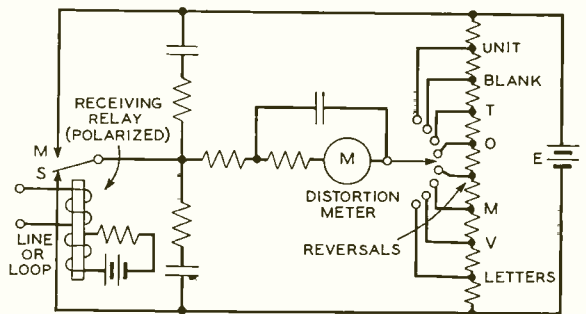 UNIT
BLANK
T
O
M
V
LETTERS
RECEIVING
RELAY
(POLARIZED)
M
S
LINE
OR
LOOP
M
DISTORTION
METER
REVERSALS
E